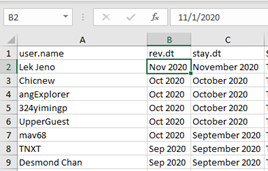 B2 fx 11/1/2020
A B C
1 user.name rev.dt stay.dt
2 Lek Jeno Nov 2020 November 2020
3 Chicnew Oct 2020 October 2020
4 angExplorer Oct 2020 October 2020
5 324yimingp Oct 2020 October 2020
6 UpperGuest Oct 2020 October 2020
7 mav68 Oct 2020 September 2020
8 TNXT Sep 2020 September 2020
9 Desmond Chan Sep 2020 September 2020